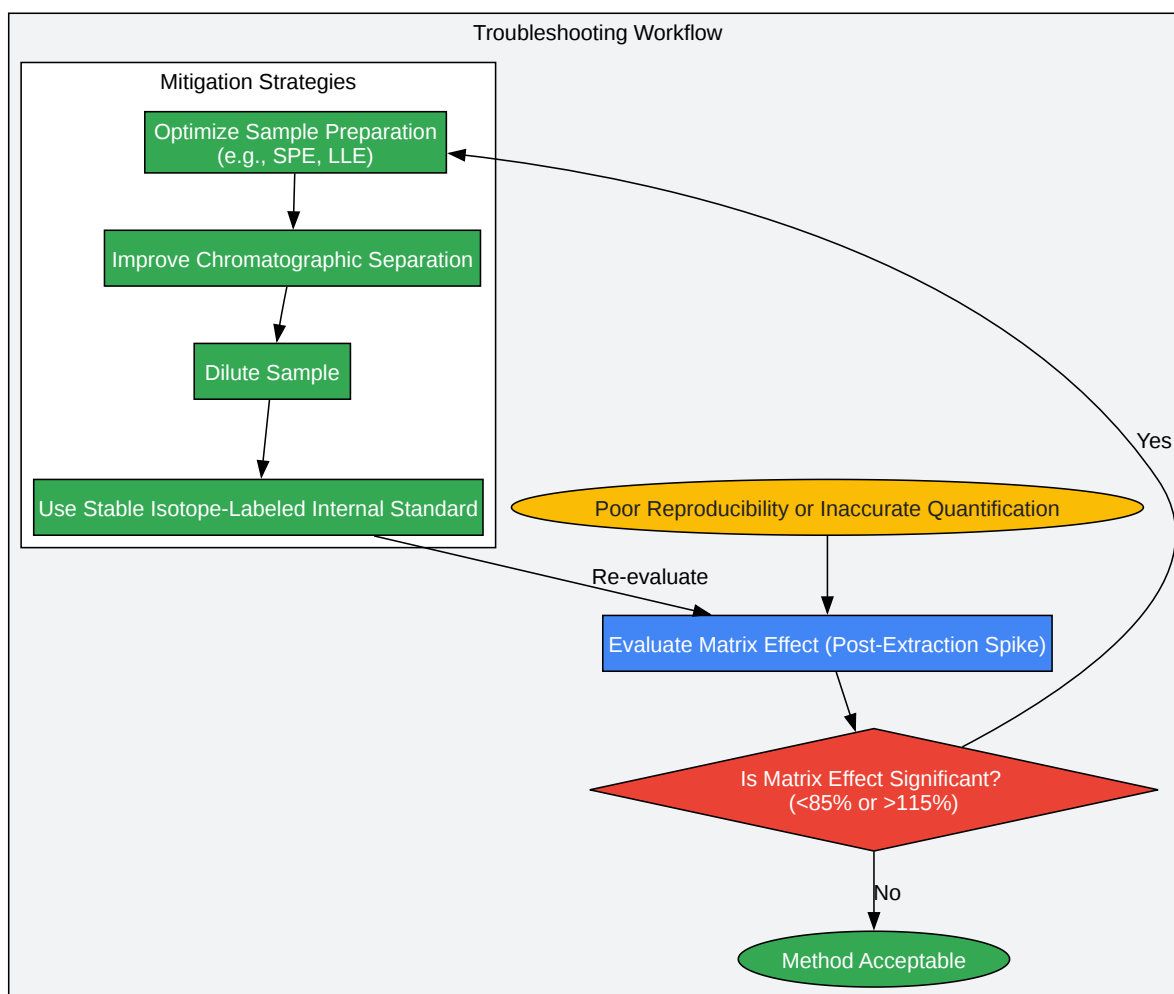 Troubleshooting Workflow
Mitigation Strategies
Optimize Sample Preparation
(e.g., SPE, LLE)
Improve Chromatographic Separation
Dilute Sample
Use Stable Isotope-Labeled Internal Standard
Yes
Poor Reproducibility or Inaccurate Quantification
Re-evaluate
Evaluate Matrix Effect (Post-Extraction Spike)
Is Matrix Effect Significant?
(<85% or >115%)
No
Method Acceptable